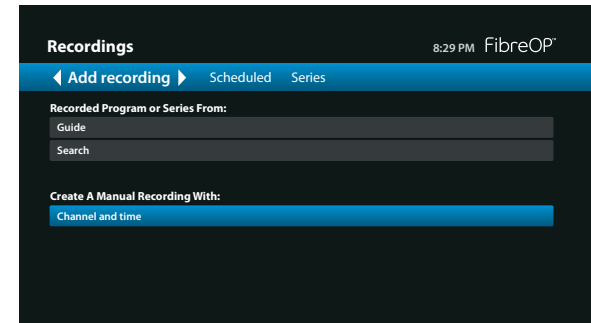 Recordings 8:29 PM FibreOP™
Add recording Scheduled Series
Recorded Program or Series From:
Guide
Search
Create A Manual Recording With:
Channel and time